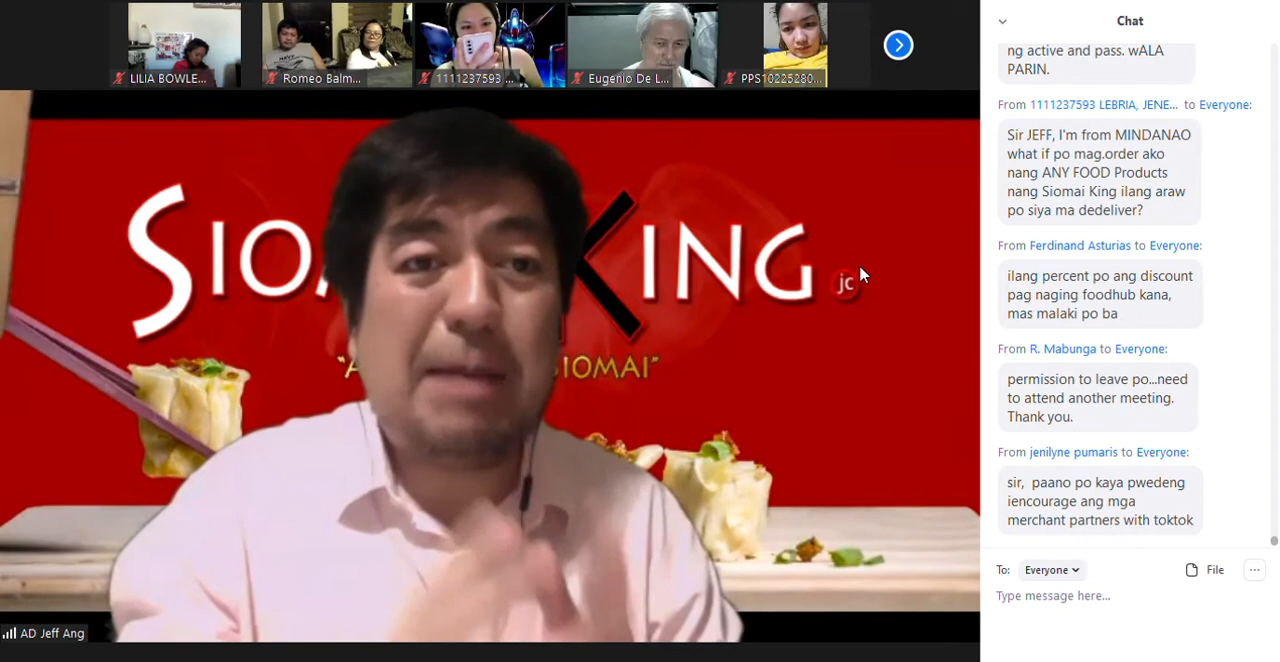 LILIA BOWLE...
Romeo Balm...
1111237593 ...
Eugenio De L...
PPS10225280...
SIO
KING
jc
"A
SIOMAI"
AD Jeff Ang
Chat
ng active and pass. wALA
PARIN.
From 1111237593 LEBRIA, JENE... to Everyone:
Sir JEFF, I'm from MINDANAO
what if po mag.order ako
nang ANY FOOD Products
nang Siomai King ilang araw
po siya ma dedeliver?
From Ferdinand Asturias to Everyone:
ilang percent po ang discount
pag naging foodhub kana,
mas malaki po ba
From R. Mabunga to Everyone:
permission to leave po...need
to attend another meeting.
Thank you.
From jenilyne pumaris to Everyone:
sir, paano po kaya pwedeng
iencourage ang mga
merchant partners with toktok
To: Everyone File ...
Type message here...